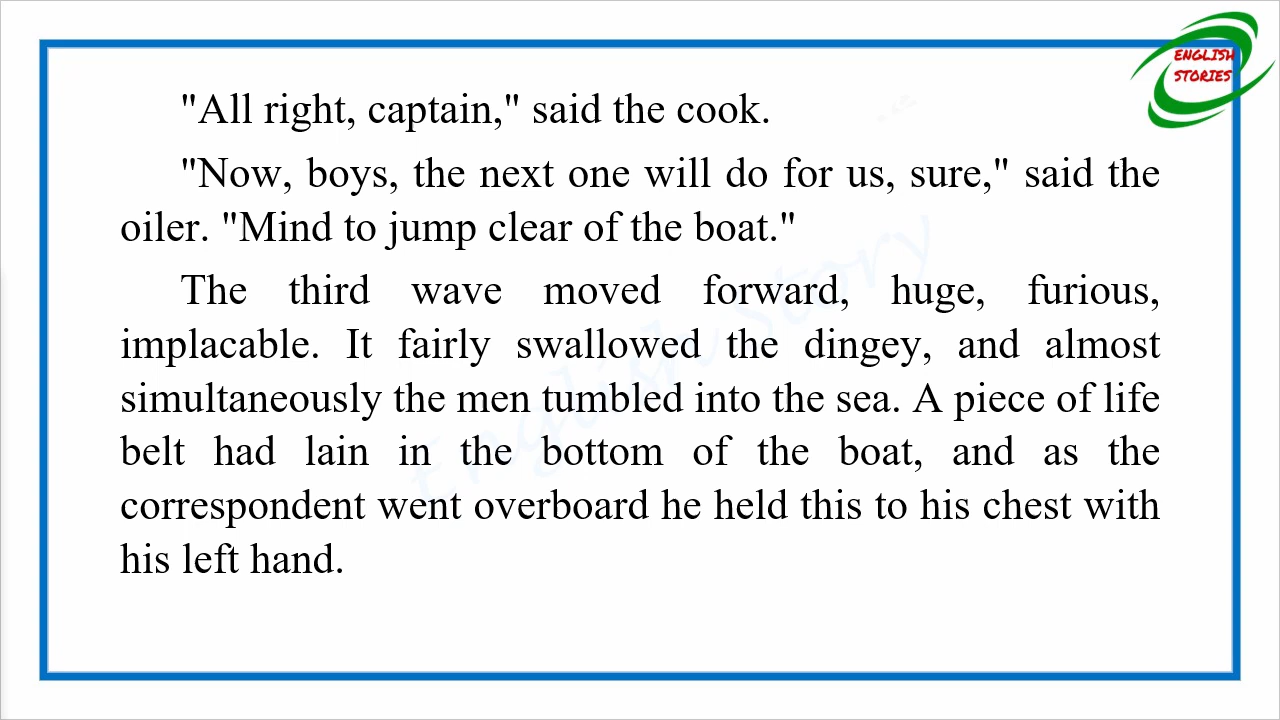 ENGLISH
STORIES
"All right, captain," said the cook.
"Now, boys, the next one will do for us, sure," said the
oiler. "Mind to jump clear of the boat."
The third wave moved forward, huge, furious,
implacable. It fairly swallowed the dingey, and almost
simultaneously the men tumbled into the sea. A piece of life
belt had lain in the bottom of the boat, and as the
correspondent went overboard he held this to his chest with
his left hand.
English Story